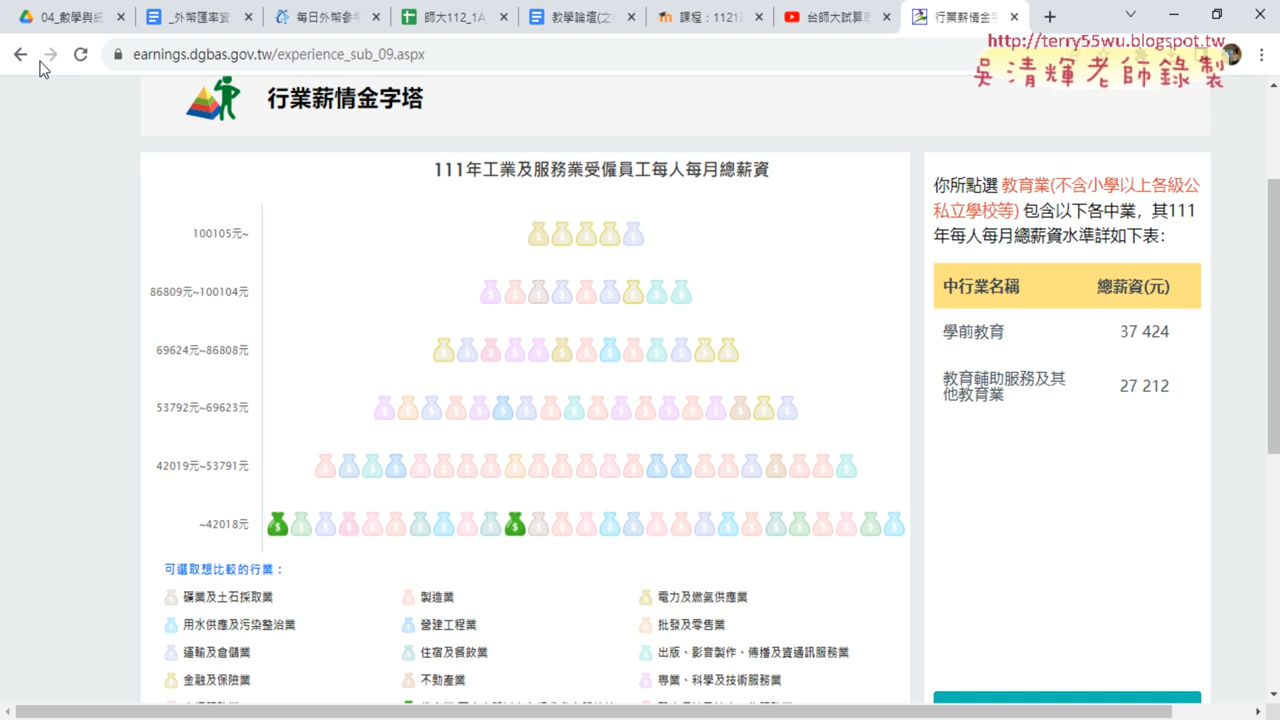 04_數學與統
_外幣匯率實
每日外幣參考
師大112_1A
教學論壇(之
課程：1121
台師大試算表
行業薪情金字
earnings.dgbas.gov.tw/experience_sub_09.aspx
http://terry55wu.blogspot.tw
吳清輝老師錄製
行業薪情金字塔
111年工業及服務業受僱員工每人每月總薪資
100105元~
86809元~100104元
69624元~86808元
53792元~69623元
42019元~53791元
~42018元
可選取想比較的行業：
礦業及土石採取業
製造業
電力及燃氣供應業
用水供應及污染整治業
營建工程業
批發及零售業
運輸及倉儲業
住宿及餐飲業
出版、影音製作、傳播及資通訊服務業
金融及保險業
不動產業
專業、科學及技術服務業
你所點選 教育業(不含小學以上各級公
私立學校等) 包含以下各中業，其111
年每人每月總薪資水準詳如下表：
中行業名稱 總薪資(元)
學前教育 37 424
教育輔助服務及其
他教育業 27 212